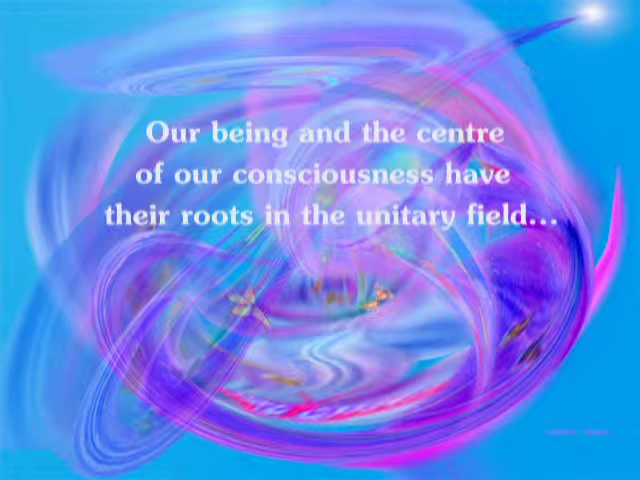 Our being and the centre
of our consciousness have
their roots in the unitary field...